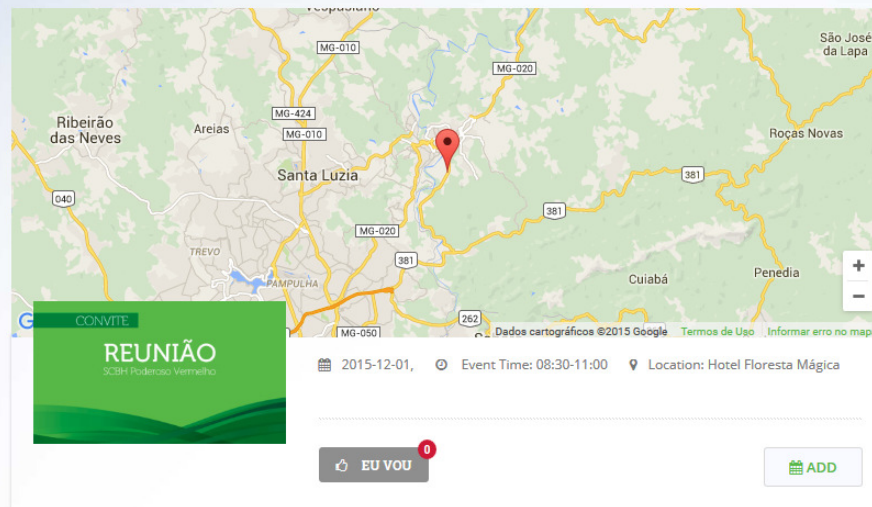 Vespasiano
MG-010
São José
da Lapa
MG-020
MG-424
Ribeirão
das Neves
Areias
MG-010
Roças Novas
Santa Luzia
381
040
381
MG-020
TREVO
381
Cuiabá
Penedia
PAMPULHA
+
−
262
MG-050
Dados cartográficos ©2015 Google
Termos de Uso
Informar erro no map
CONVITE
REUNIÃO
SCBH Poderoso Vermelho
2015-12-01,
Event Time: 08:30-11:00
Location: Hotel Floresta Mágica
EU VOU
0
ADD